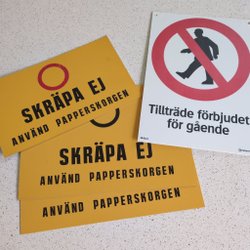 SKRÄPA EJ
ANVÄND PAPPERSKORGEN
SKRÄPA EJ
ANVÄND PAPPERSKORGEN
ANVÄND PAPPERSKORGEN
Tillträde förbjudet
för gående